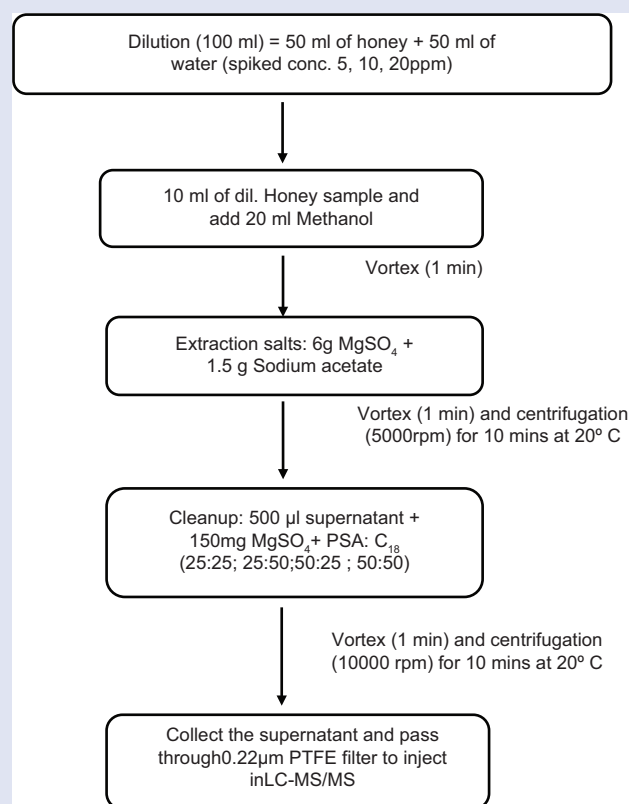 Dilution (100 ml) = 50 ml of honey + 50 ml of
water (spiked conc. 5, 10, 20ppm)
10 ml of dil. Honey sample and
add 20 ml Methanol
Vortex (1 min)
Extraction salts: 6g MgSO₄ +
1.5 g Sodium acetate
Vortex (1 min) and centrifugation
(5000rpm) for 10 mins at 20º C
Cleanup: 500 µl supernatant +
150mg MgSO₄+ PSA: C₁₈
(25:25; 25:50;50:25 ; 50:50)
Vortex (1 min) and centrifugation
(10000 rpm) for 10 mins at 20º C
Collect the supernatant and pass
through0.22µm PTFE filter to inject
inLC-MS/MS